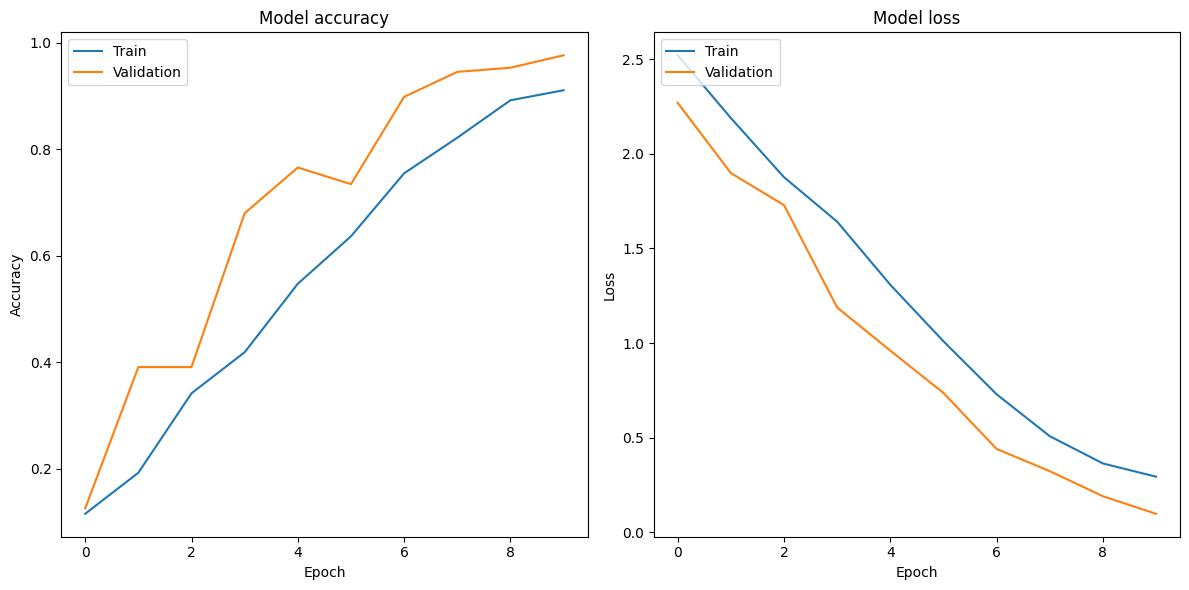 Model accuracy
Train
Validation
1.0
0.8
0.6
0.4
0.2
Accuracy
0 2 4 6 8
Epoch
Model loss
Train
Validation
2.5
2.0
1.5
1.0
0.5
0.0
Loss
0 2 4 6 8
Epoch